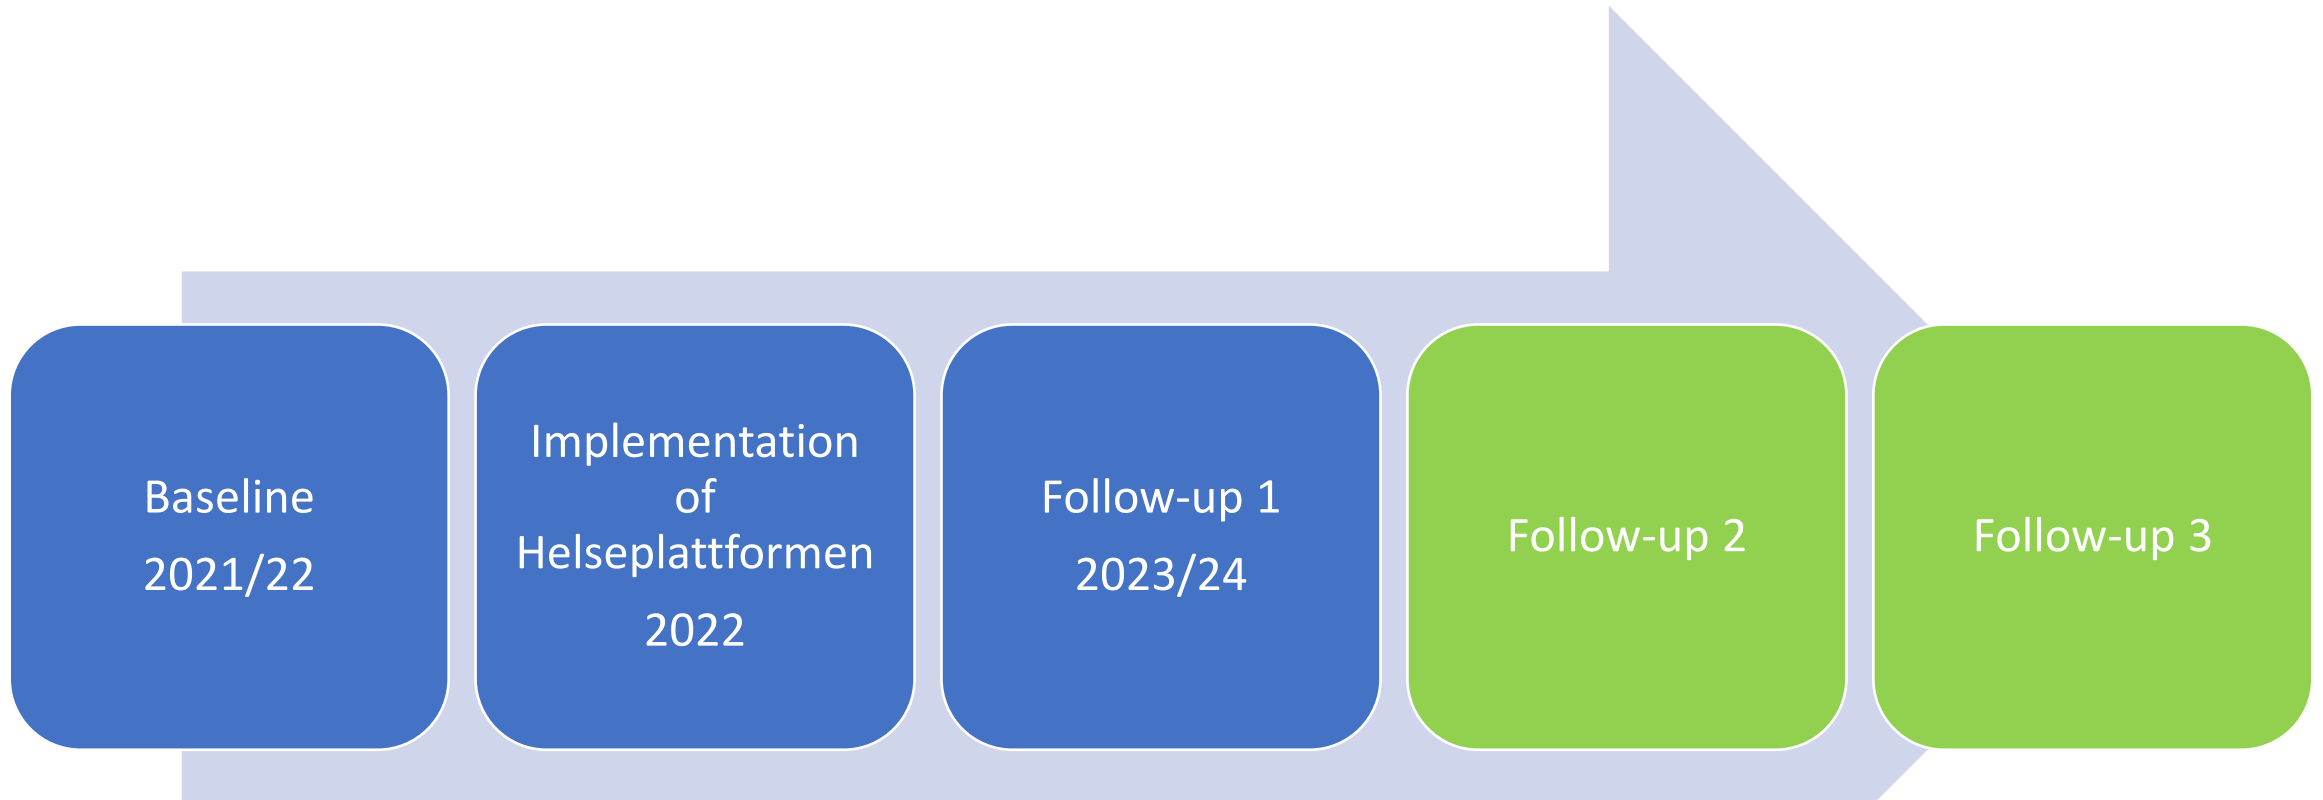 Baseline
2021/22
Implementation
of
Helseplattformen
2022
Follow-up 1
2023/24
Follow-up 2
Follow-up 3